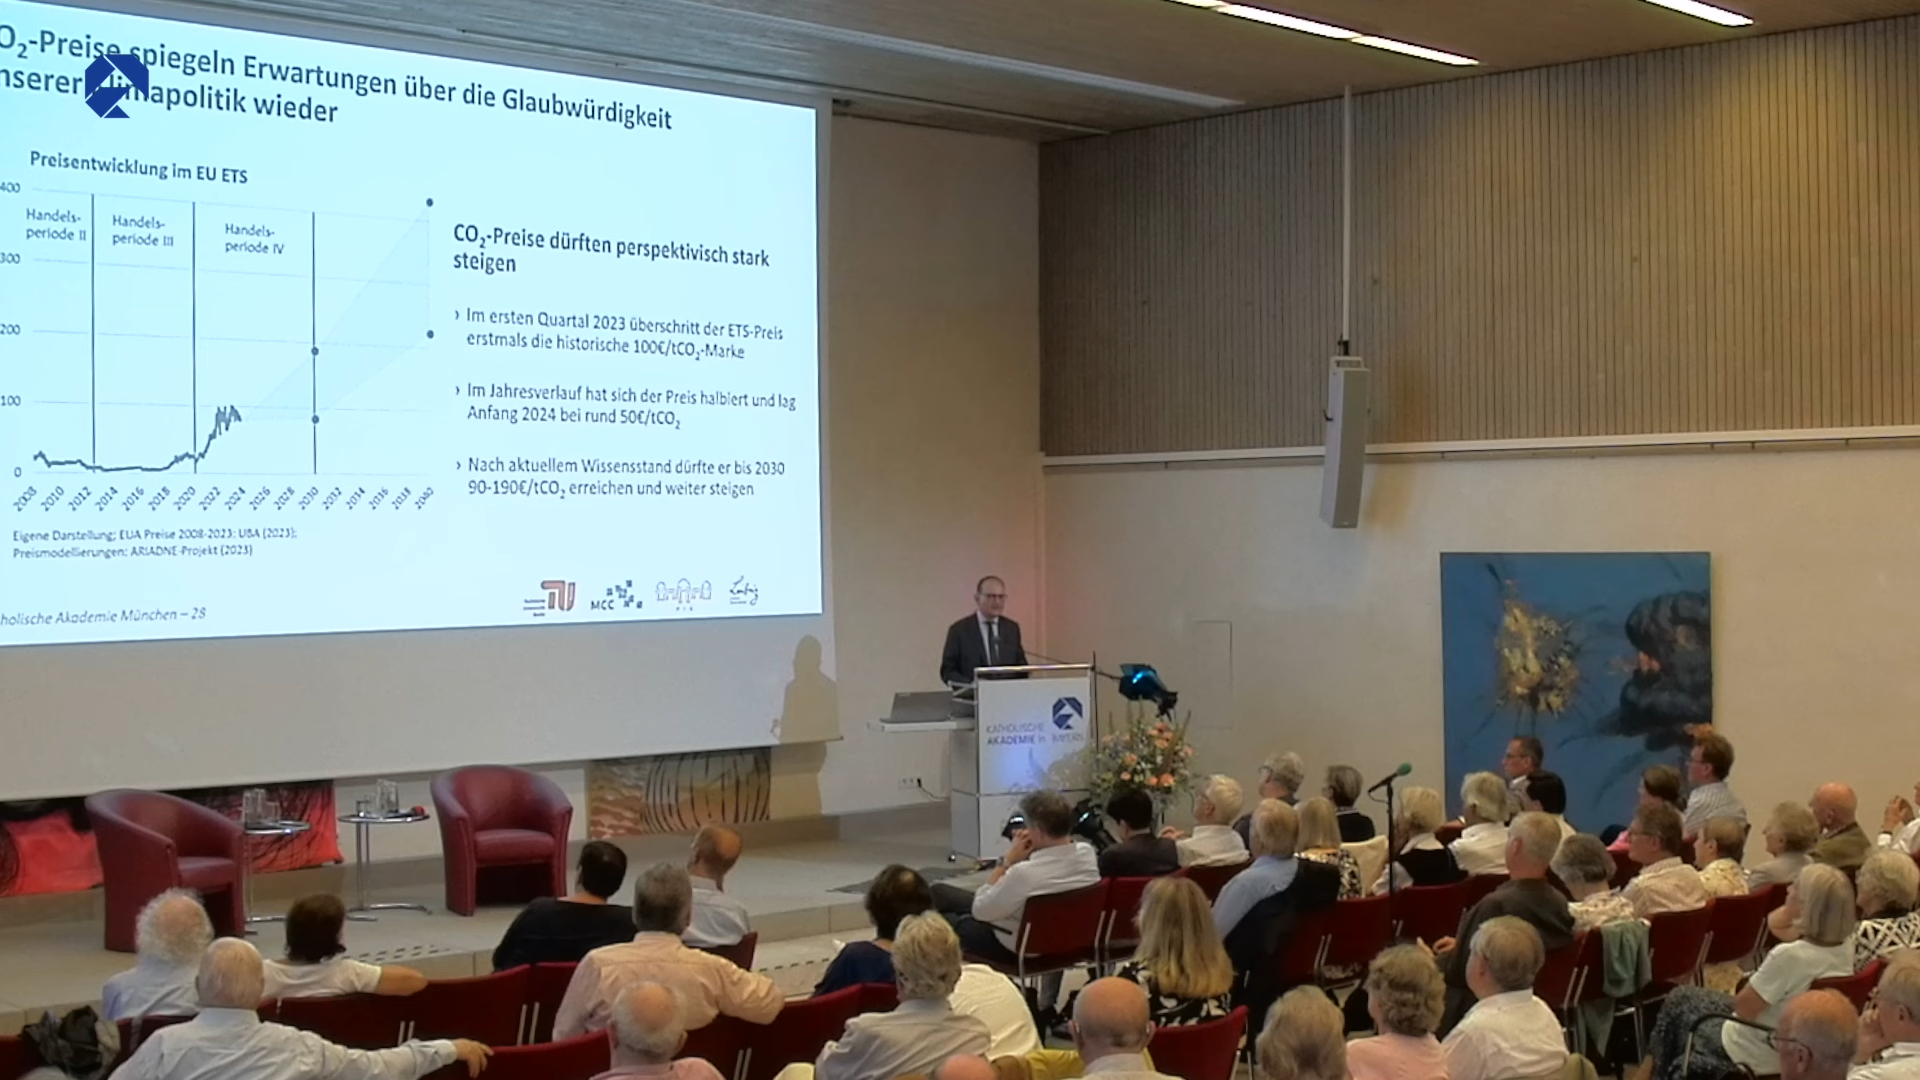 O₂-Preise spiegeln Erwartungen über die Glaubwürdigkeit
nserer Klimapolitik wieder
Preisentwicklung im EU ETS
400
300
200
100
0
Handels-
periode II
Handels-
periode III
Handels-
periode IV
2008 2010 2012 2014 2016 2018 2020 2022 2024 2026 2028 2030 2032 2034 2036 2038 2040
Eigene Darstellung; EUA Preise 2008-2023: UBA (2023);
Preismodellierungen: ARIADNE-Projekt (2023)
CO₂-Preise dürften perspektivisch stark
steigen
› Im ersten Quartal 2023 überschritt der ETS-Preis
erstmals die historische 100€/tCO₂-Marke
› Im Jahresverlauf hat sich der Preis halbiert und lag
Anfang 2024 bei rund 50€/tCO₂
› Nach aktuellem Wissensstand dürfte er bis 2030
90-190€/tCO₂ erreichen und weiter steigen
holische Akademie München – 28
MCC
PIK
KATHOLISCHE
AKADEMIE in BAYERN